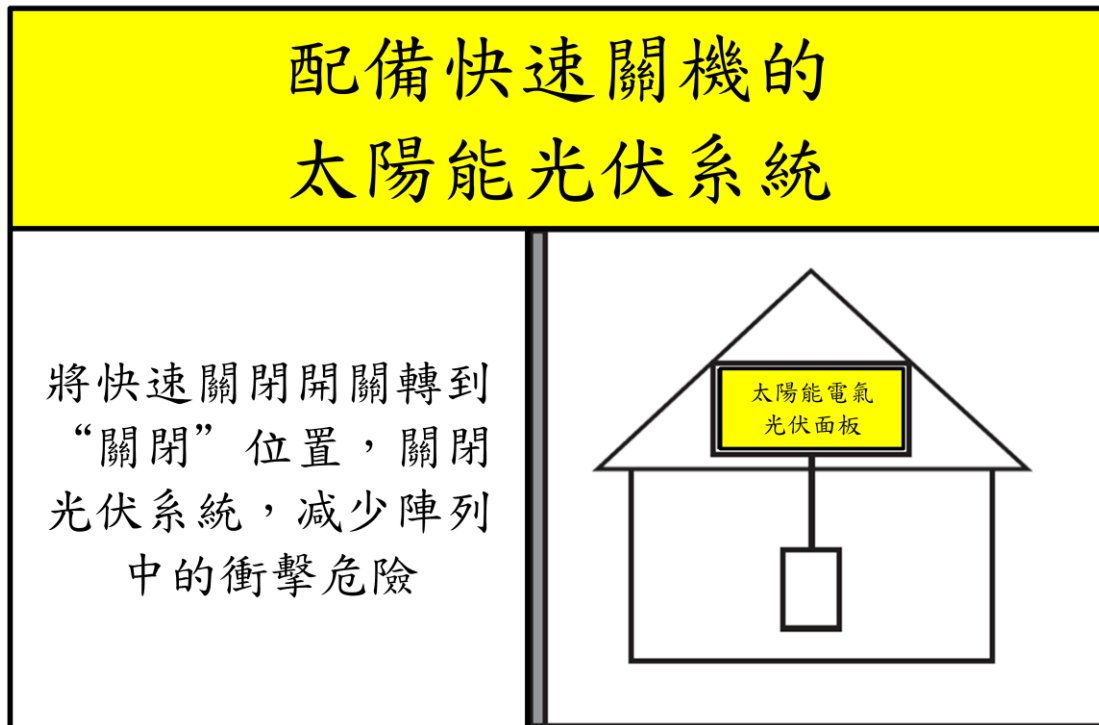 配備快速關機的
太陽能光伏系統
將快速關閉開關轉到
“關閉”位置，關閉
光伏系統，減少陣列
中的衝擊危險
太陽能電氣
光伏面板